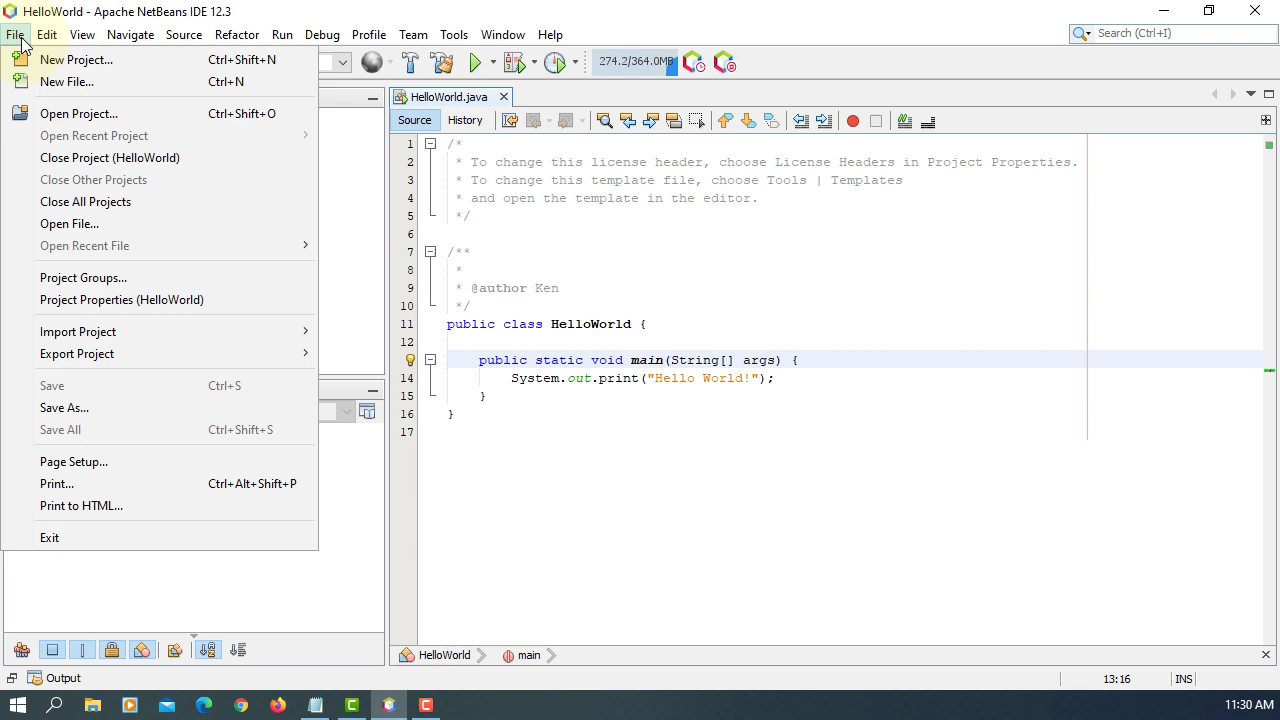 HelloWorld - Apache NetBeans IDE 12.3
File Edit View Navigate Source Refactor Run Debug Profile Team Tools Window Help
Search (Ctrl+I)
New Project... Ctrl+Shift+N
New File... Ctrl+N
Open Project... Ctrl+Shift+O
Open Recent Project
Close Project (HelloWorld)
Close Other Projects
Close All Projects
Open File...
Open Recent File
Project Groups...
Project Properties (HelloWorld)
Import Project
Export Project
Save Ctrl+S
Save As...
Save All Ctrl+Shift+S
Page Setup...
Print... Ctrl+Alt+Shift+P
Print to HTML...
Exit
274.2/364.0MB
HelloWorld.java
Source History
1 /*
2 * To change this license header, choose License Headers in Project Properties.
3 * To change this template file, choose Tools | Templates
4 * and open the template in the editor.
5 */
6
7 /**
8 *
9 * @author Ken
10 */
11 public class HelloWorld {
12
public static void main(String[] args) {
14 System.out.print("Hello World!");
15 }
16 }
17
HelloWorld main
Output
13:16 INS
11:30 AM